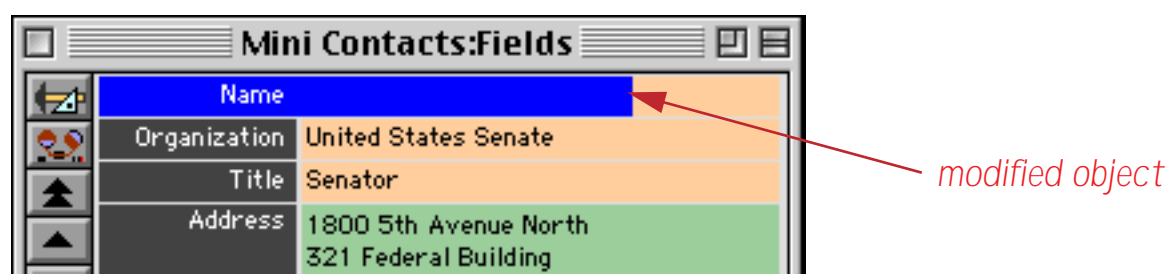 Mini Contacts:Fields
Name
Organization United States Senate
Title Senator
Address 1800 5th Avenue North
321 Federal Building
modified object